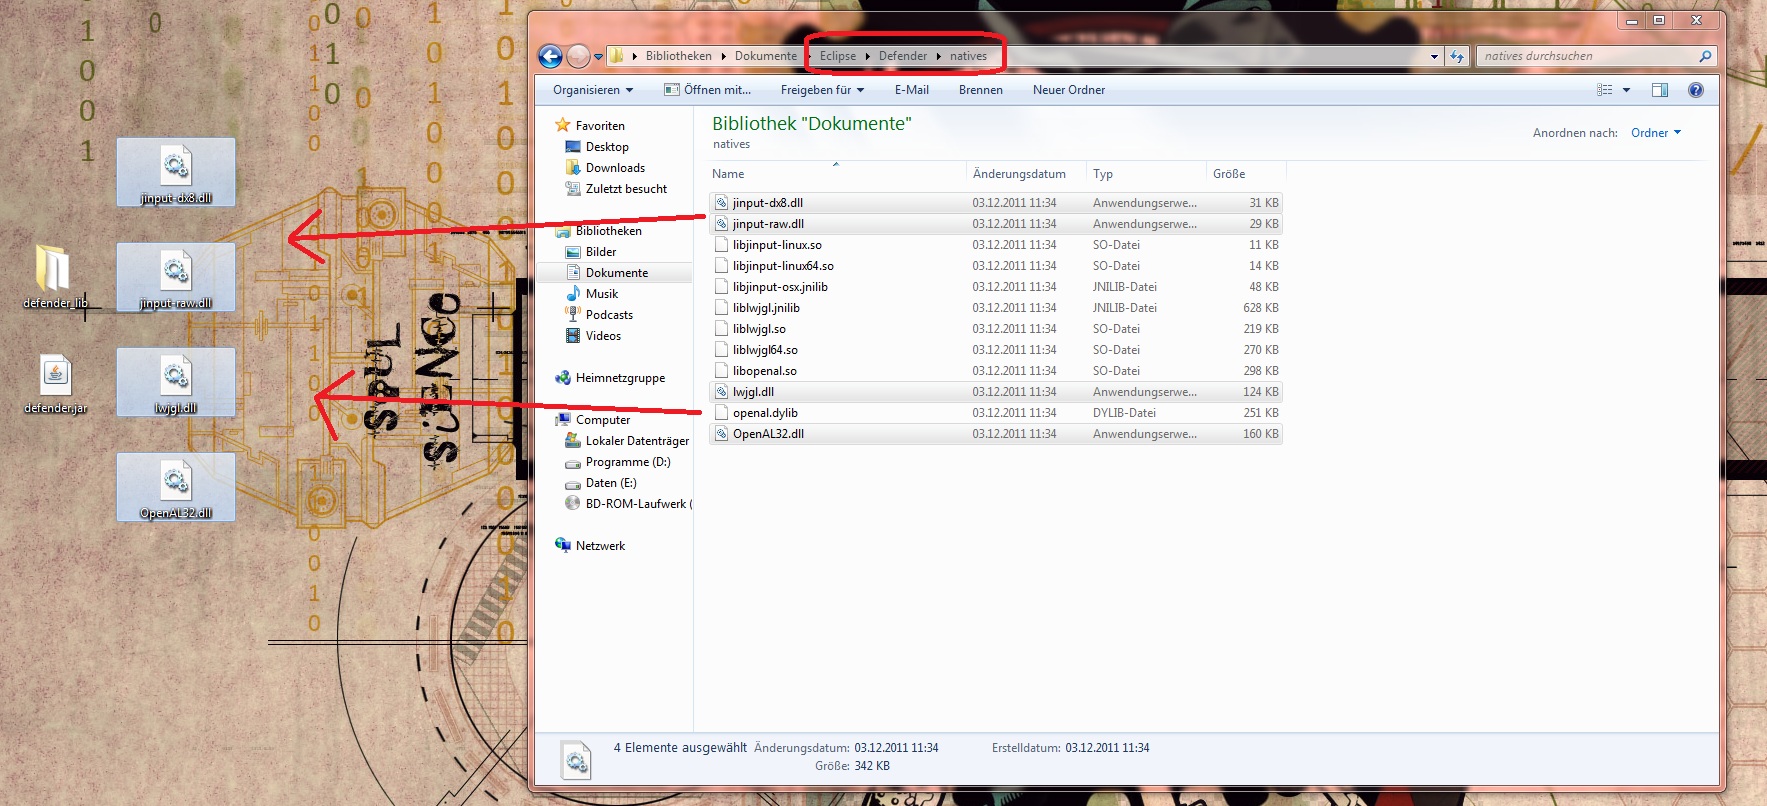 Bibliotheken Dokumente Eclipse Defender natives
natives durchsuchen
Organisieren Öffnen mit... Freigeben für E-Mail Brennen Neuer Ordner
Favoriten
Desktop
Downloads
Zuletzt besucht
Bibliotheken
Bilder
Dokumente
Musik
Podcasts
Videos
Heimnetzgruppe
Computer
Lokaler Datenträger
Programme (D:)
Daten (E:)
BD-ROM-Laufwerk (
Netzwerk
Bibliothek "Dokumente"
natives
Anordnen nach: Ordner
Name Änderungsdatum Typ Größe
jinput-dx8.dll 03.12.2011 11:34 Anwendungserwe... 31 KB
jinput-raw.dll 03.12.2011 11:34 Anwendungserwe... 29 KB
libjinput-linux.so 03.12.2011 11:34 SO-Datei 11 KB
libjinput-linux64.so 03.12.2011 11:34 SO-Datei 14 KB
libjinput-osx.jnilib 03.12.2011 11:34 JNILIB-Datei 48 KB
liblwjgl.jnilib 03.12.2011 11:34 JNILIB-Datei 628 KB
liblwjgl.so 03.12.2011 11:34 SO-Datei 219 KB
liblwjgl64.so 03.12.2011 11:34 SO-Datei 270 KB
libopenal.so 03.12.2011 11:34 SO-Datei 298 KB
lwjgl.dll 03.12.2011 11:34 Anwendungserwe... 124 KB
openal.dylib 03.12.2011 11:34 DYLIB-Datei 251 KB
OpenAL32.dll 03.12.2011 11:34 Anwendungserwe... 160 KB
4 Elemente ausgewählt Änderungsdatum: 03.12.2011 11:34 Erstelldatum: 03.12.2011 11:34
Größe: 342 KB
jinput-dx8.dll
jinput-raw.dll
defender_lib
lwjgl.dll
defender.jar
OpenAL32.dll